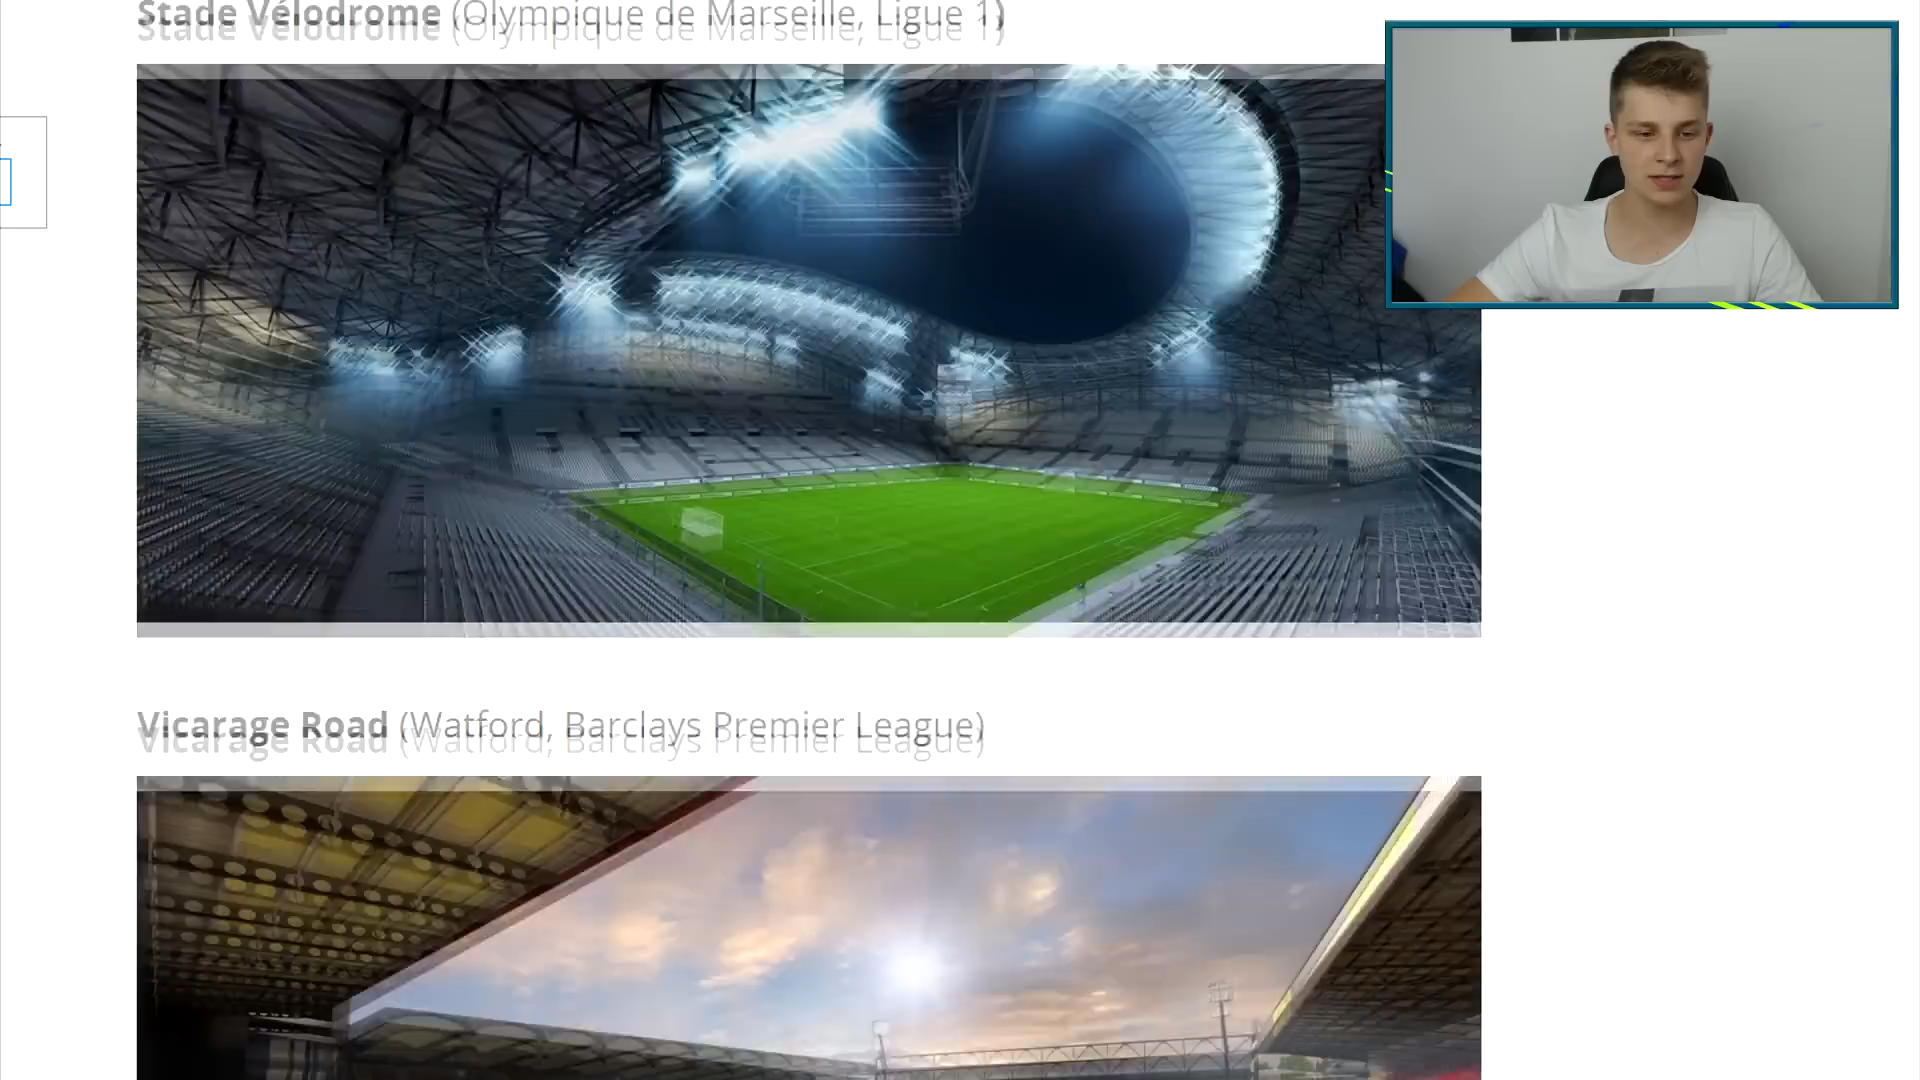 Stade Vélodrome (Olympique de Marseille, Ligue 1)
Vicarage Road (Watford, Barclays Premier League)